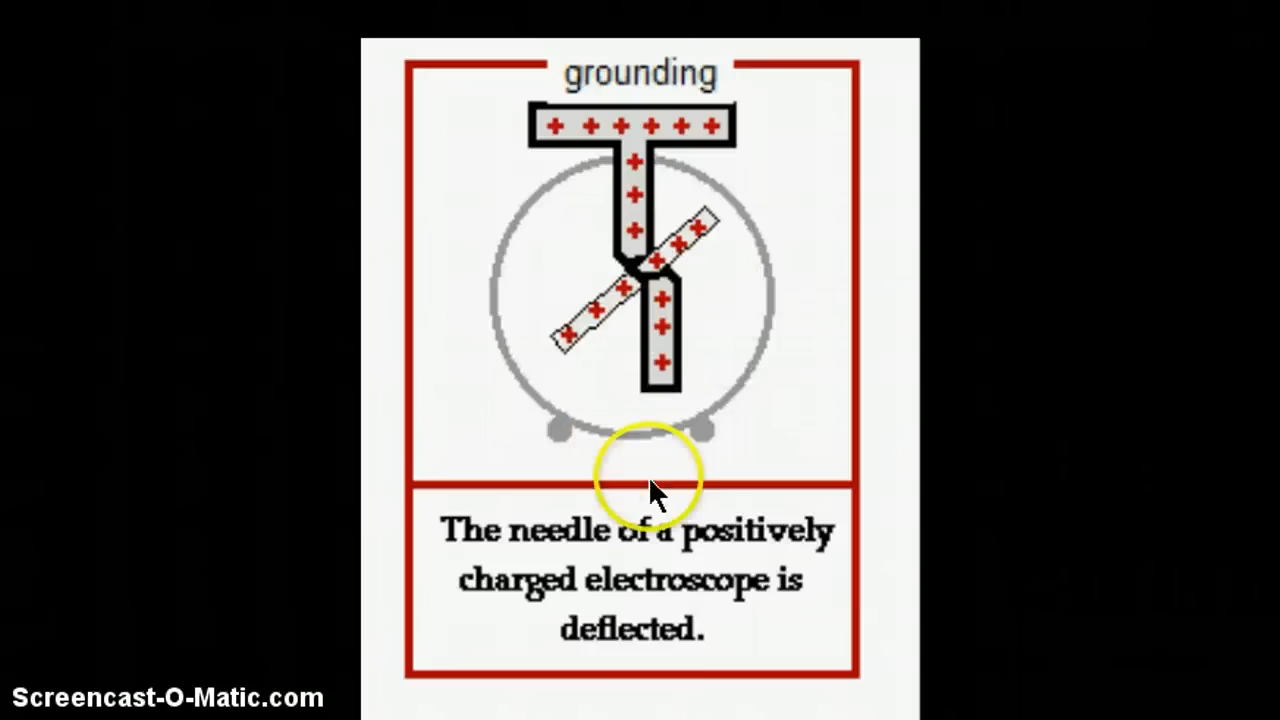 grounding
The needle of a positively
charged electroscope is
deflected.
Screencast-O-Matic.com